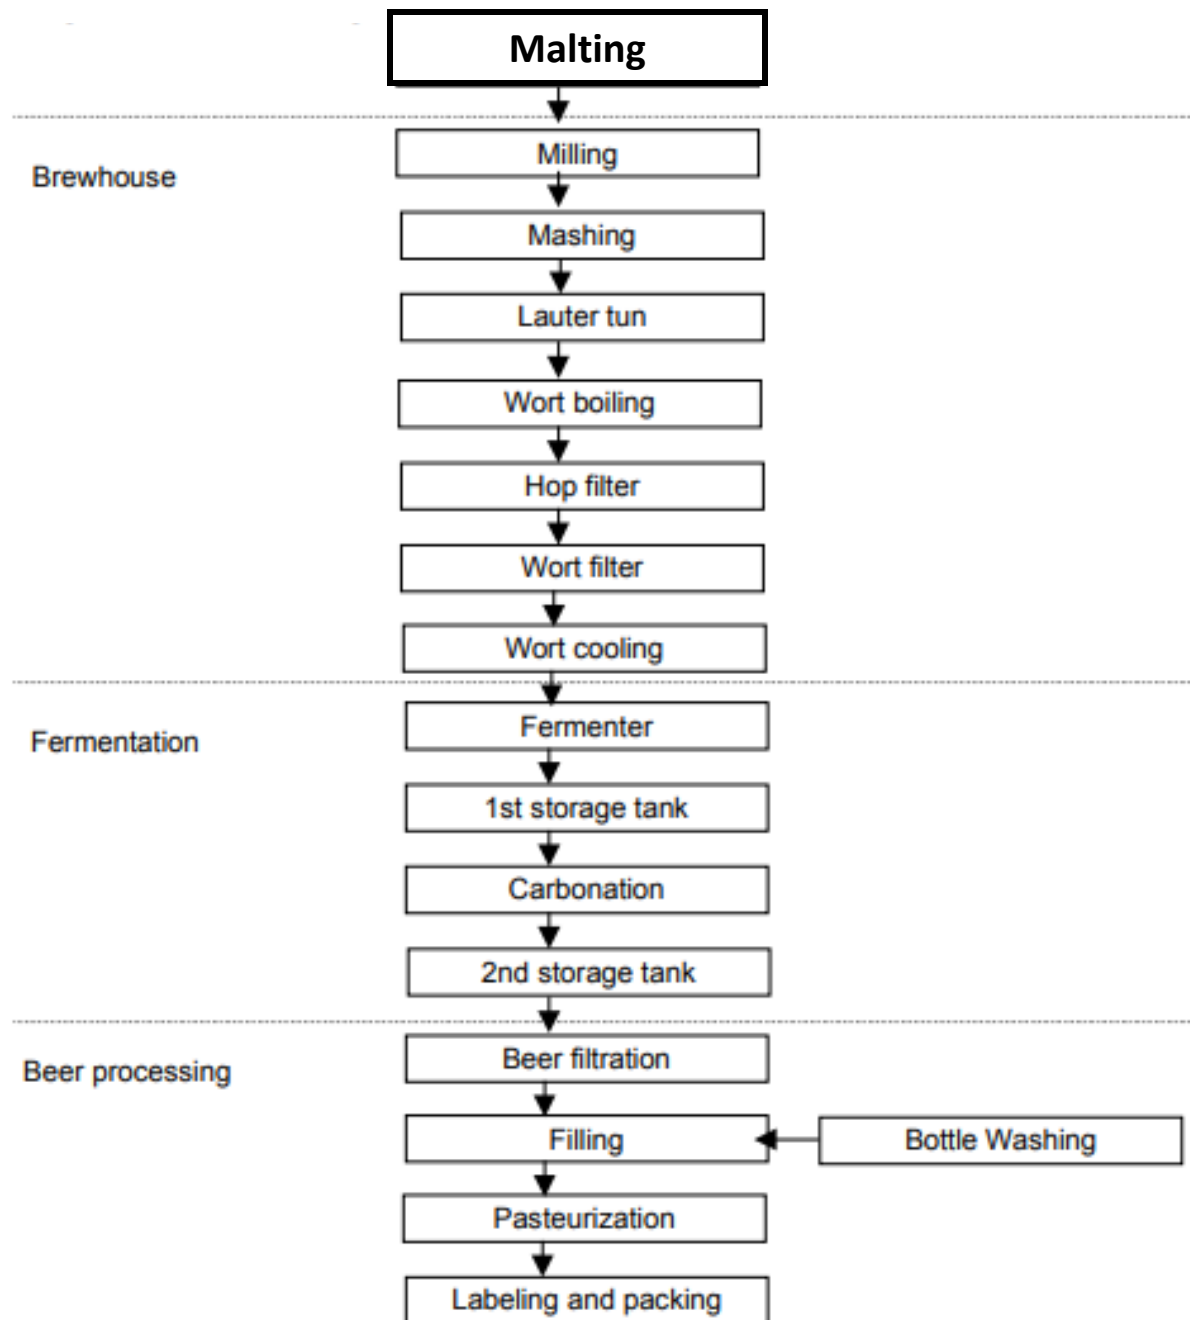 Malting
Brewhouse
Milling
Mashing
Lauter tun
Wort boiling
Hop filter
Wort filter
Wort cooling
Fermentation
Fermenter
1st storage tank
Carbonation
2nd storage tank
Beer processing
Beer filtration
Filling
Bottle Washing
Pasteurization
Labeling and packing